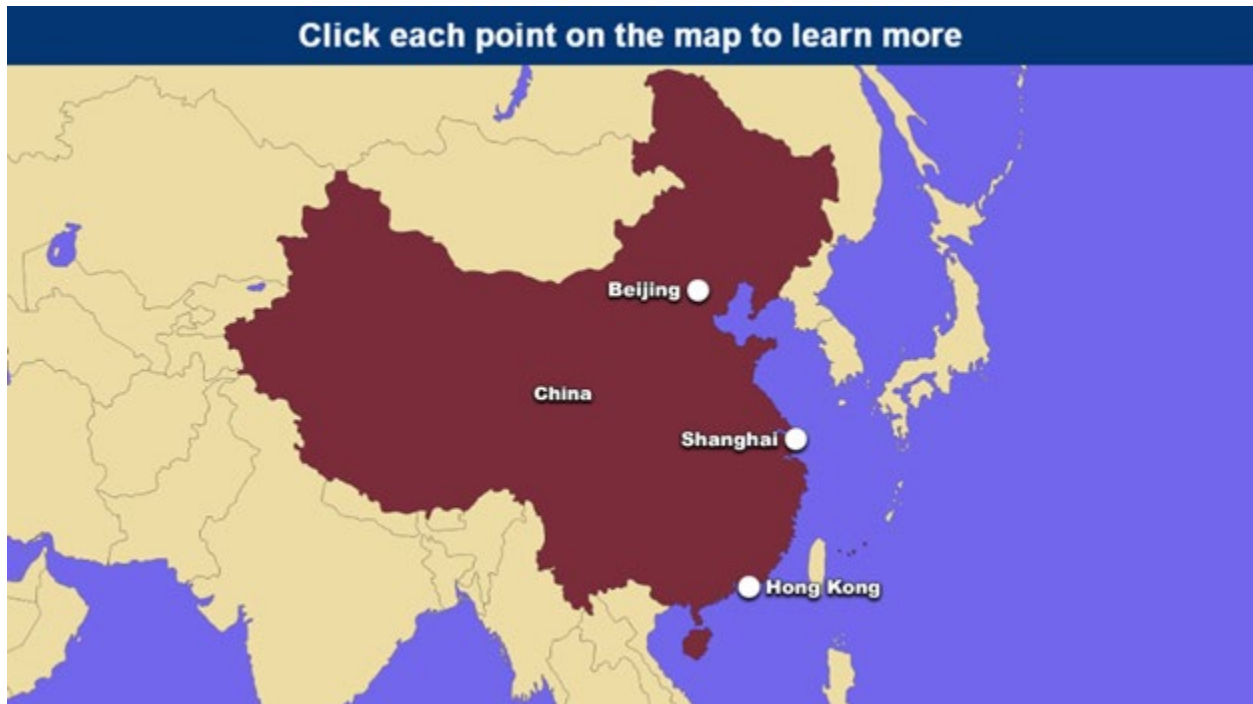 Click each point on the map to learn more
Beijing
China
Shanghai
Hong Kong